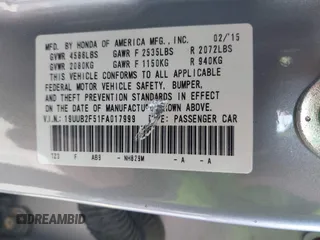 MFD. BY HONDA OF AMERICA MFG., INC. 02/'15
GVWR 4588LBS GAWR F 2535LBS R 2072LBS
GVWR 2080KG GAWR F 1150KG R 940KG
THIS VEHICLE CONFORMS TO ALL APPLICABLE
FEDERAL MOTOR VEHICLE SAFETY, BUMPER,
AND THEFT PREVENTION STANDARDS IN EFFECT
ON THE DATE OF MANUFACTURE SHOWN ABOVE.
V.I.N.: 19UUB2F51FA017999 TYPE: PASSENGER CAR
F ABS NH829M - A - A
DREAMBID